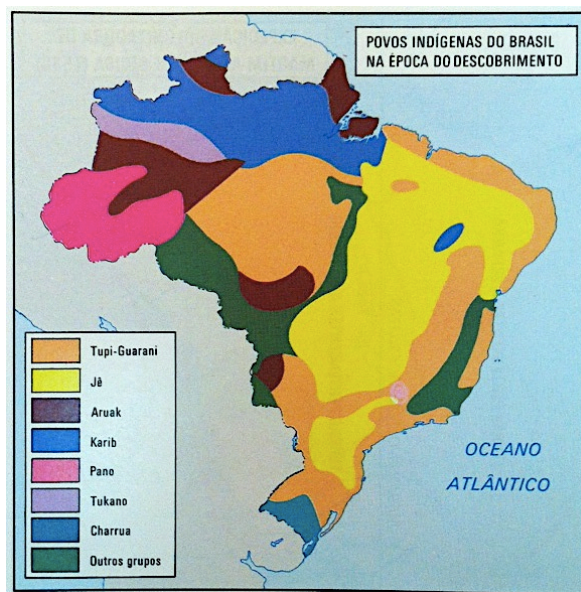 POVOS INDÍGENAS DO BRASIL
NA ÉPOCA DO DESCOBRIMENTO
Tupi-Guarani
Jê
Aruak
Karib
Pano
Tukano
Charrua
Outros grupos
OCEANO
ATLÂNTICO